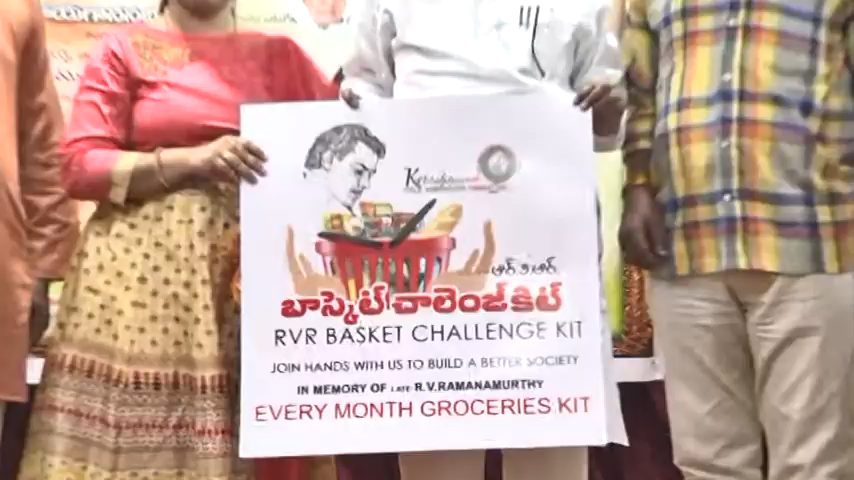 ఆర్.వి.ఆర్.
బాస్కెట్ చాలెంజ్ కిట్
RVR BASKET CHALLENGE KIT
JOIN HANDS WITH US TO BUILD A BETTER SOCIETY
IN MEMORY OF LATE R.V.RAMANAMURTHY
EVERY MONTH GROCERIES KIT